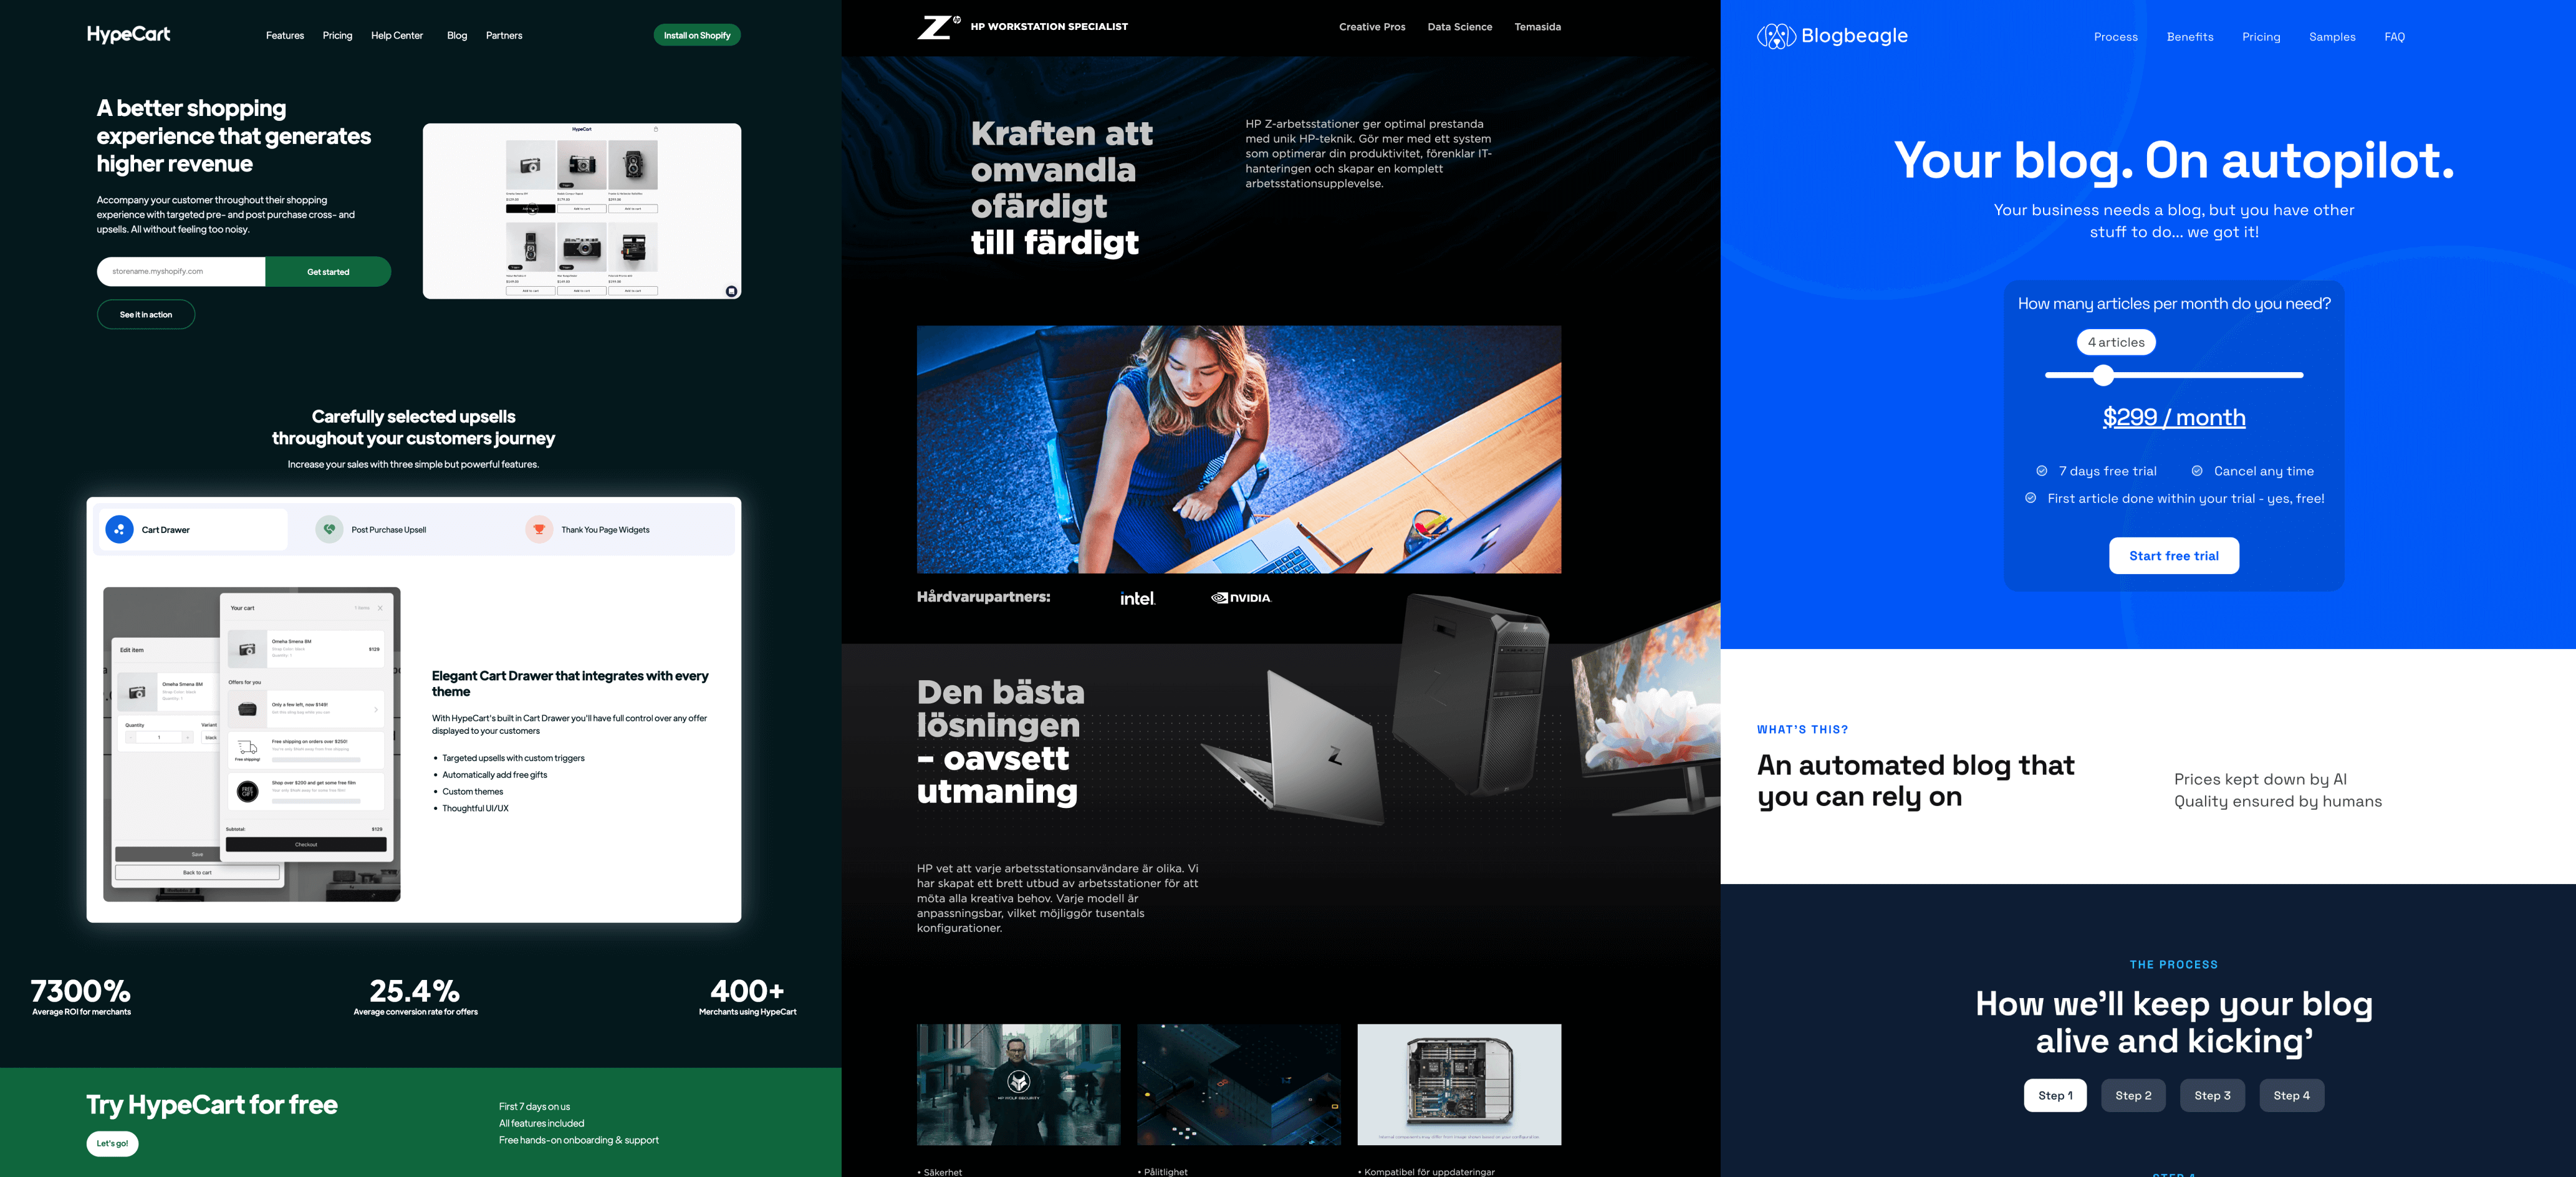 HypeCart
Features Pricing Help Center Blog Partners
Install on Shopify
A better shopping
experience that generates
higher revenue
Accompany your customer throughout their shopping
experience with targeted pre- and post purchase cross- and
upsells. All without feeling too noisy.
storename.myshopify.com
Get started
See it in action
HypeCart
Carefully selected upsells
throughout your customers journey
Increase your sales with three simple but powerful features.
Cart Drawer
Post Purchase Upsell
Thank You Page Widgets
Edit item
Omeha Smena 8M
Quantity
Variant
1
black
Save
Back to cart
Your cart
Omeha Smena 8M
$129
Offers for you
Only a few left, now $149!
Free shipping on orders over $250!
Free shipping!
Shop over $200 and get some free film
FREE
GIFT
Subtotal
$129
Checkout
Elegant Cart Drawer that integrates with every
theme
With HypeCart's built in Cart Drawer you'll have full control over any offer
displayed to your customers
• Targeted upsells with custom triggers
• Automatically add free gifts
• Custom themes
• Thoughtful UI/UX
7300%
Average ROI for merchants
25.4%
Average conversion rate for offers
400+
Merchants using HypeCart
Try HypeCart for free
Let's go!
First 7 days on us
All features included
Free hands-on onboarding & support
Z hp HP WORKSTATION SPECIALIST
Creative Pros Data Science Temasida
Kraften att
omvandla
ofärdigt
till färdigt
HP Z-arbetsstationer ger optimal prestanda
med unik HP-teknik. Gör mer med ett system
som optimerar din produktivitet, förenklar IT-
hanteringen och skapar en komplett
arbetsstationsupplevelse.
Hårdvarupartners:
intel.
NVIDIA.
Den bästa
lösningen
– oavsett
utmaning
HP vet att varje arbetsstationsanvändare är olika. Vi
har skapat ett brett utbud av arbetsstationer för att
möta alla kreativa behov. Varje modell är
anpassningsbar, vilket möjliggör tusentals
konfigurationer.
HP WOLF SECURITY
• Säkerhet
• Pålitlighet
• Kompatibel för uppdateringar
Blogbeagle
Process Benefits Pricing Samples FAQ
Your blog. On autopilot.
Your business needs a blog, but you have other
stuff to do... we got it!
How many articles per month do you need?
4 articles
$299 / month
7 days free trial
Cancel any time
First article done within your trial - yes, free!
Start free trial
WHAT'S THIS?
An automated blog that
you can rely on
Prices kept down by AI
Quality ensured by humans
THE PROCESS
How we'll keep your blog
alive and kicking'
Step 1
Step 2
Step 3
Step 4